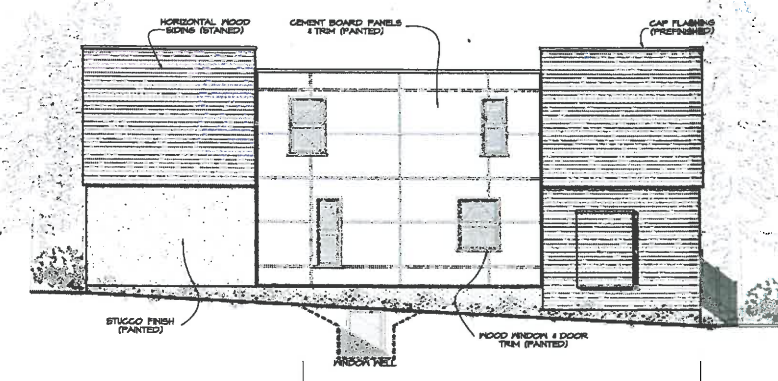 HORIZONTAL WOOD
SIDING (STAINED)
CEMENT BOARD PANELS
& TRIM (PAINTED)
CAP FLASHING
(PREFINISHED)
STUCCO FINISH
(PAINTED)
WOOD WINDOW & DOOR
TRIM (PAINTED)
WINDOW WELL